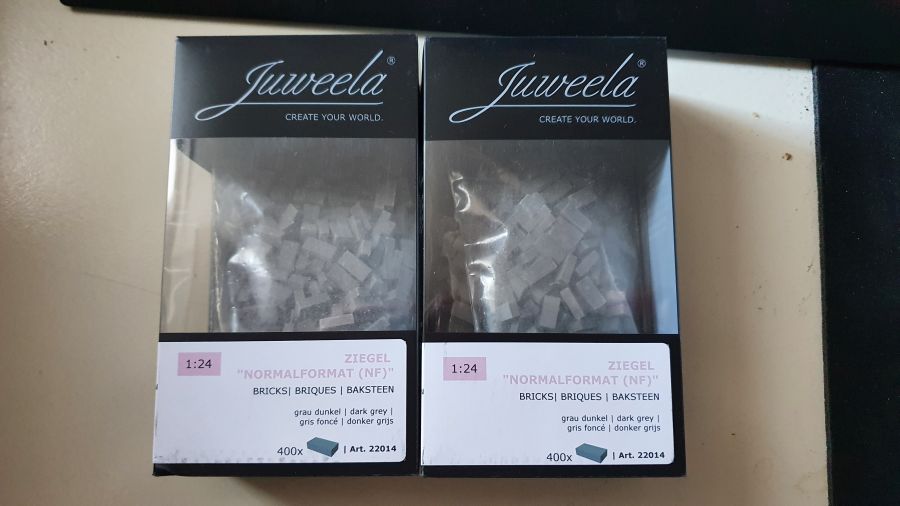 Juweela®
CREATE YOUR WORLD.
1:24
ZIEGEL
"NORMALFORMAT (NF)"
BRICKS| BRIQUES | BAKSTEEN
grau dunkel | dark grey |
gris foncé | donker grijs
400x | Art. 22014
Juweela®
CREATE YOUR WORLD.
1:24
ZIEGEL
"NORMALFORMAT (NF)"
BRICKS| BRIQUES | BAKSTEEN
grau dunkel | dark grey |
gris foncé | donker grijs
400x | Art. 22014